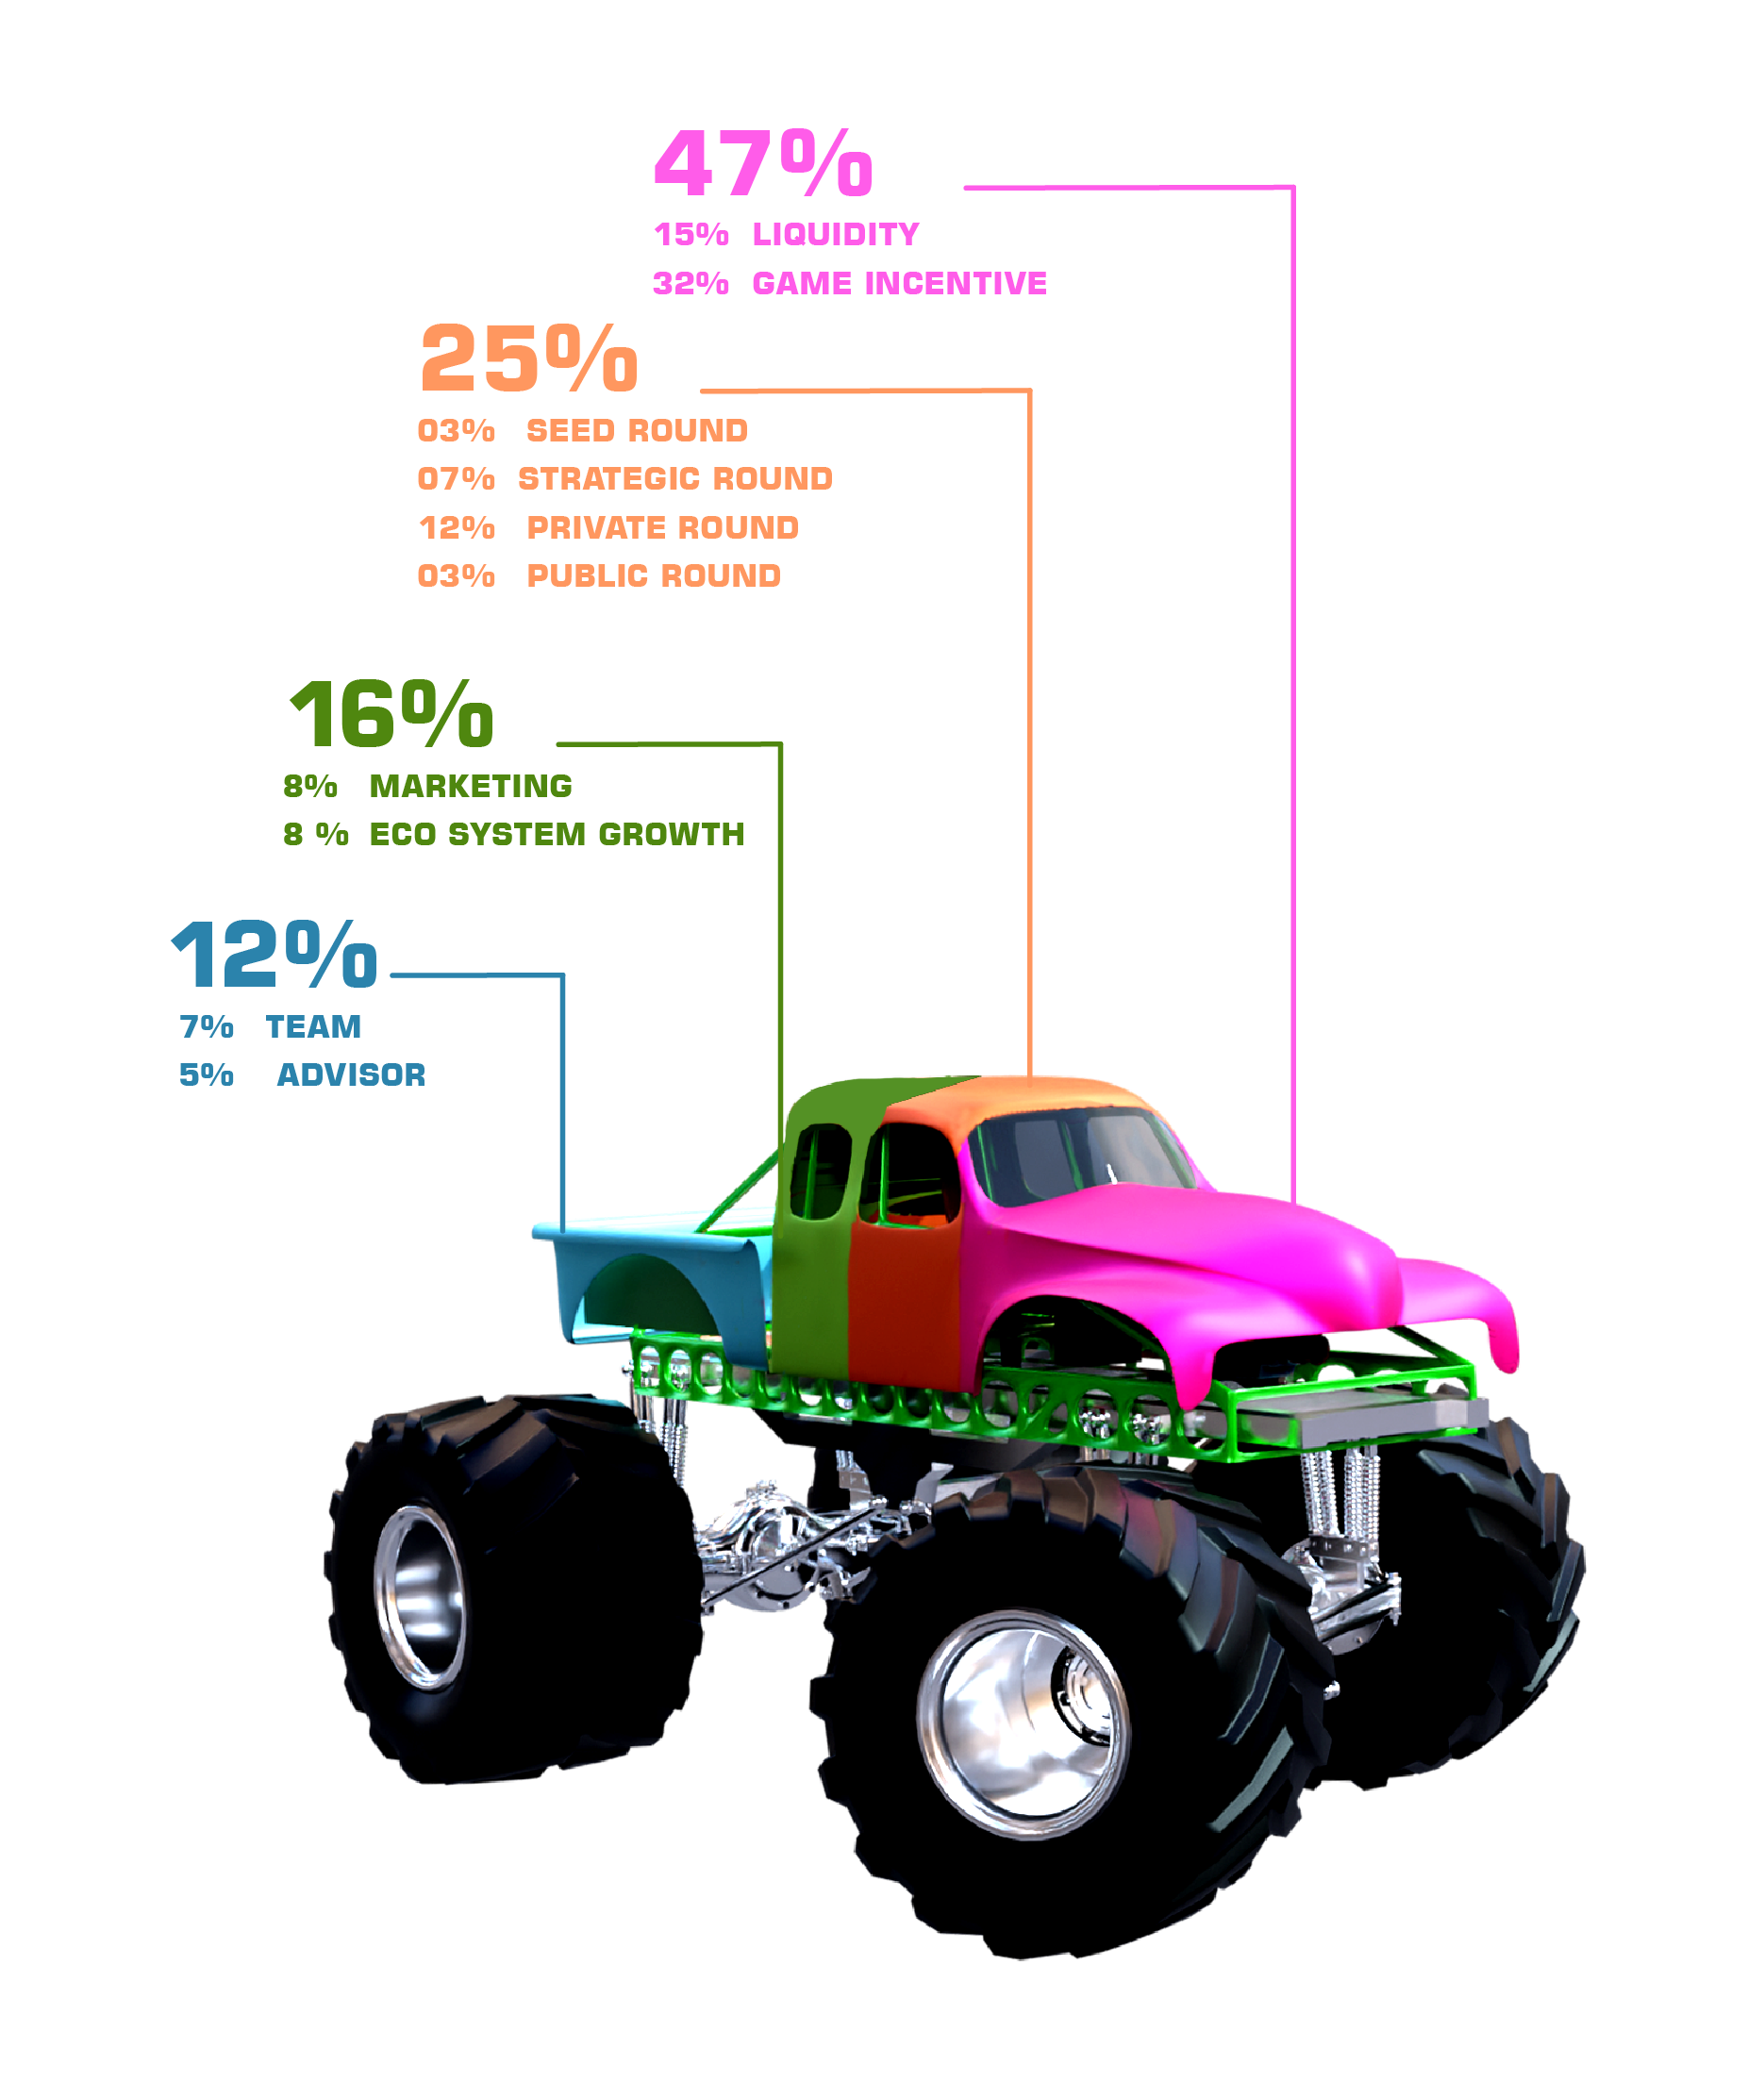 47%
15% LIQUIDITY
32% GAME INCENTIVE
25%
03% SEED ROUND
07% STRATEGIC ROUND
12% PRIVATE ROUND
03% PUBLIC ROUND
16%
8% MARKETING
8 % ECO SYSTEM GROWTH
12%
7% TEAM
5% ADVISOR